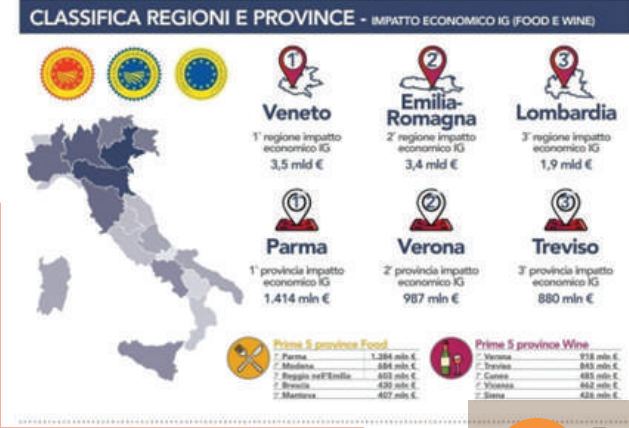 CLASSIFICA REGIONI E PROVINCE - IMPATTO ECONOMICO IG (FOOD E WINE)
1° 2° 3°
Veneto
1° regione impatto
economico IG
3,5 mld €
Emilia-
Romagna
2° regione impatto
economico IG
3,4 mld €
Lombardia
3° regione impatto
economico IG
1,9 mld €
1° 2° 3°
Parma
1° provincia impatto
economico IG
1.414 mln €
Verona
2° provincia impatto
economico IG
987 mln €
Treviso
3° provincia impatto
economico IG
880 mln €
Prime 5 province Food
1° Parma 1.384 mln €
2° Modena 684 mln €
3° Reggio nell'Emilia 603 mln €
4° Brescia 430 mln €
5° Mantova 407 mln €
Prime 5 province Wine
1° Verona 918 mln €
2° Treviso 845 mln €
3° Cuneo 485 mln €
4° Vicenza 462 mln €
5° Siena 426 mln €